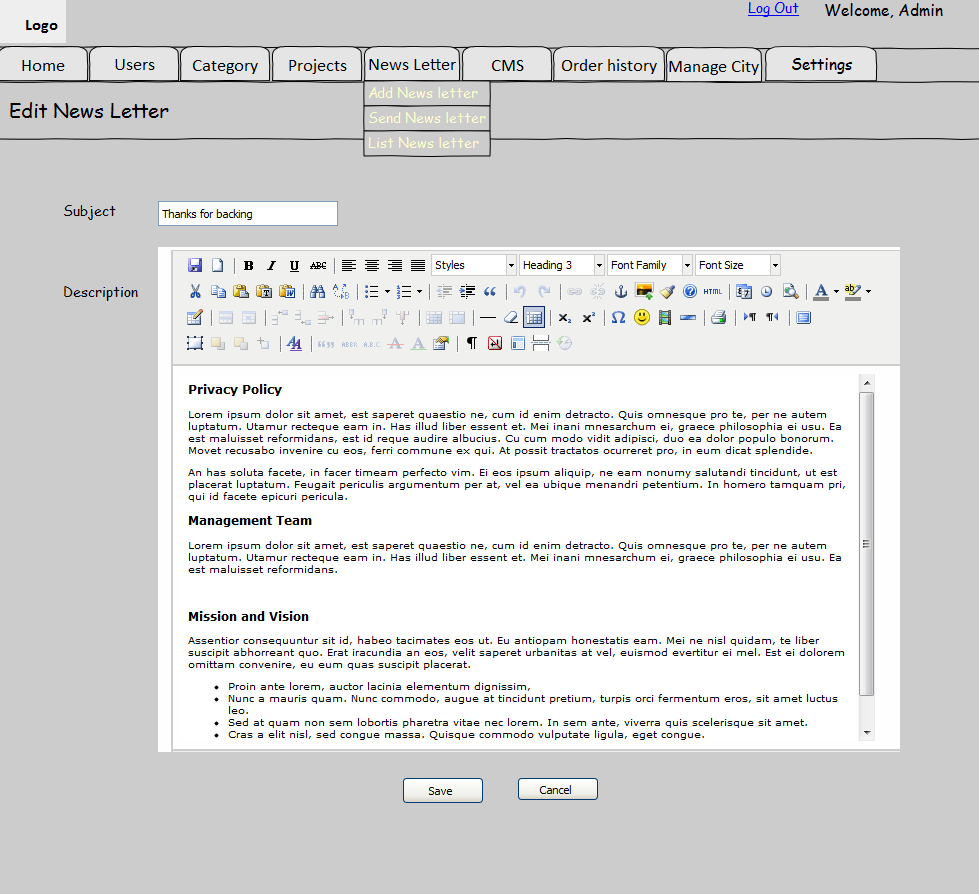 Log Out Welcome, Admin
Logo
Home Users Category Projects News Letter CMS Order history Manage City Settings
Add News letter
Edit News Letter
Send News letter
List News letter
Subject Thanks for backing
B I U ABC Styles Heading 3 Font Family Font Size
Description
HTML
Privacy Policy
Lorem ipsum dolor sit amet, est saperet quaestio ne, cum id enim detracto. Quis omnesque pro te, per ne autem
luptatum. Utamur recteque eam in. Has illud liber essent et. Mei inani mnesarchum ei, graece philosophia ei usu. Ea
est maluisset reformidans, est id reque audire albucius. Cu cum modo vidit adipisci, duo ea dolor populo bonorum.
Movet recusabo invenire cu eos, ferri commune ex qui. At possit tractatos ocurreret pro, in eum dicat splendide.
An has soluta facete, in facer timeam perfecto vim. Ei eos ipsum aliquip, ne eam nonumy salutandi tincidunt, ut est
placerat luptatum. Feugait periculis argumentum per at, vel ea ubique menandri petentium. In homero tamquam pri,
qui id facete epicuri pericula.
Management Team
Lorem ipsum dolor sit amet, est saperet quaestio ne, cum id enim detracto. Quis omnesque pro te, per ne autem
luptatum. Utamur recteque eam in. Has illud liber essent et. Mei inani mnesarchum ei, graece philosophia ei usu. Ea
est maluisset reformidans.
Mission and Vision
Assentior consequuntur sit id, habeo tacimates eos ut. Eu antiopam honestatis eam. Mei ne nisl quidam, te liber
suscipit abhorreant quo. Erat iracundia an eos, velit saperet urbanitas at vel, euismod evertitur ei mel. Est ei dolorem
omittam convenire, eu eum quas suscipit placerat.
• Proin ante lorem, auctor lacinia elementum dignissim,
• Nunc a mauris quam. Nunc commodo, augue at tincidunt pretium, turpis orci fermentum eros, sit amet luctus
leo.
• Sed at quam non sem lobortis pharetra vitae nec lorem. In sem ante, viverra quis scelerisque sit amet.
• Cras a elit nisl, sed congue massa. Quisque commodo vulputate ligula, eget congue.
Save Cancel